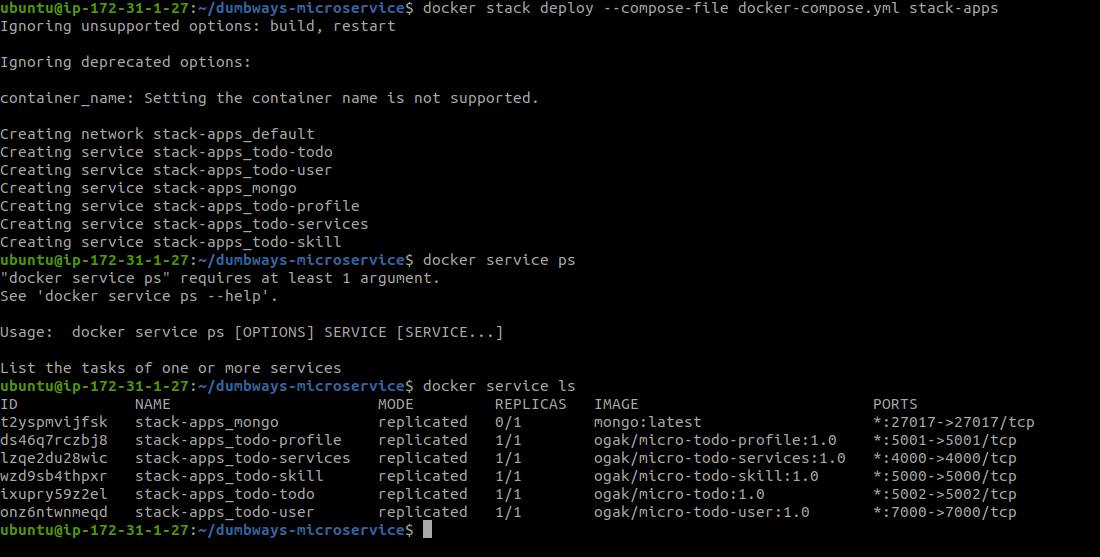 ubuntu@ip-172-31-1-27:~/dumbways-microservice$ docker stack deploy --compose-file docker-compose.yml stack-apps
Ignoring unsupported options: build, restart
Ignoring deprecated options:
container_name: Setting the container name is not supported.
Creating network stack-apps_default
Creating service stack-apps_todo-todo
Creating service stack-apps_todo-user
Creating service stack-apps_mongo
Creating service stack-apps_todo-profile
Creating service stack-apps_todo-services
Creating service stack-apps_todo-skill
ubuntu@ip-172-31-1-27:~/dumbways-microservice$ docker service ps
"docker service ps" requires at least 1 argument.
See 'docker service ps --help'.
Usage:  docker service ps [OPTIONS] SERVICE [SERVICE...]
List the tasks of one or more services
ubuntu@ip-172-31-1-27:~/dumbways-microservice$ docker service ls
ID             NAME                       MODE         REPLICAS   IMAGE                          PORTS
t2yspmvijfsk   stack-apps_mongo           replicated   0/1        mongo:latest                   *:27017->27017/tcp
ds46q7rczbj8   stack-apps_todo-profile    replicated   1/1        ogak/micro-todo-profile:1.0    *:5001->5001/tcp
lzqe2du28wic   stack-apps_todo-services   replicated   1/1        ogak/micro-todo-services:1.0   *:4000->4000/tcp
wzd9sb4thpxr   stack-apps_todo-skill      replicated   1/1        ogak/micro-todo-skill:1.0      *:5000->5000/tcp
ixupry59z2el   stack-apps_todo-todo       replicated   1/1        ogak/micro-todo:1.0            *:5002->5002/tcp
onz6ntwnmeqd   stack-apps_todo-user       replicated   1/1        ogak/micro-todo-user:1.0       *:7000->7000/tcp
ubuntu@ip-172-31-1-27:~/dumbways-microservice$